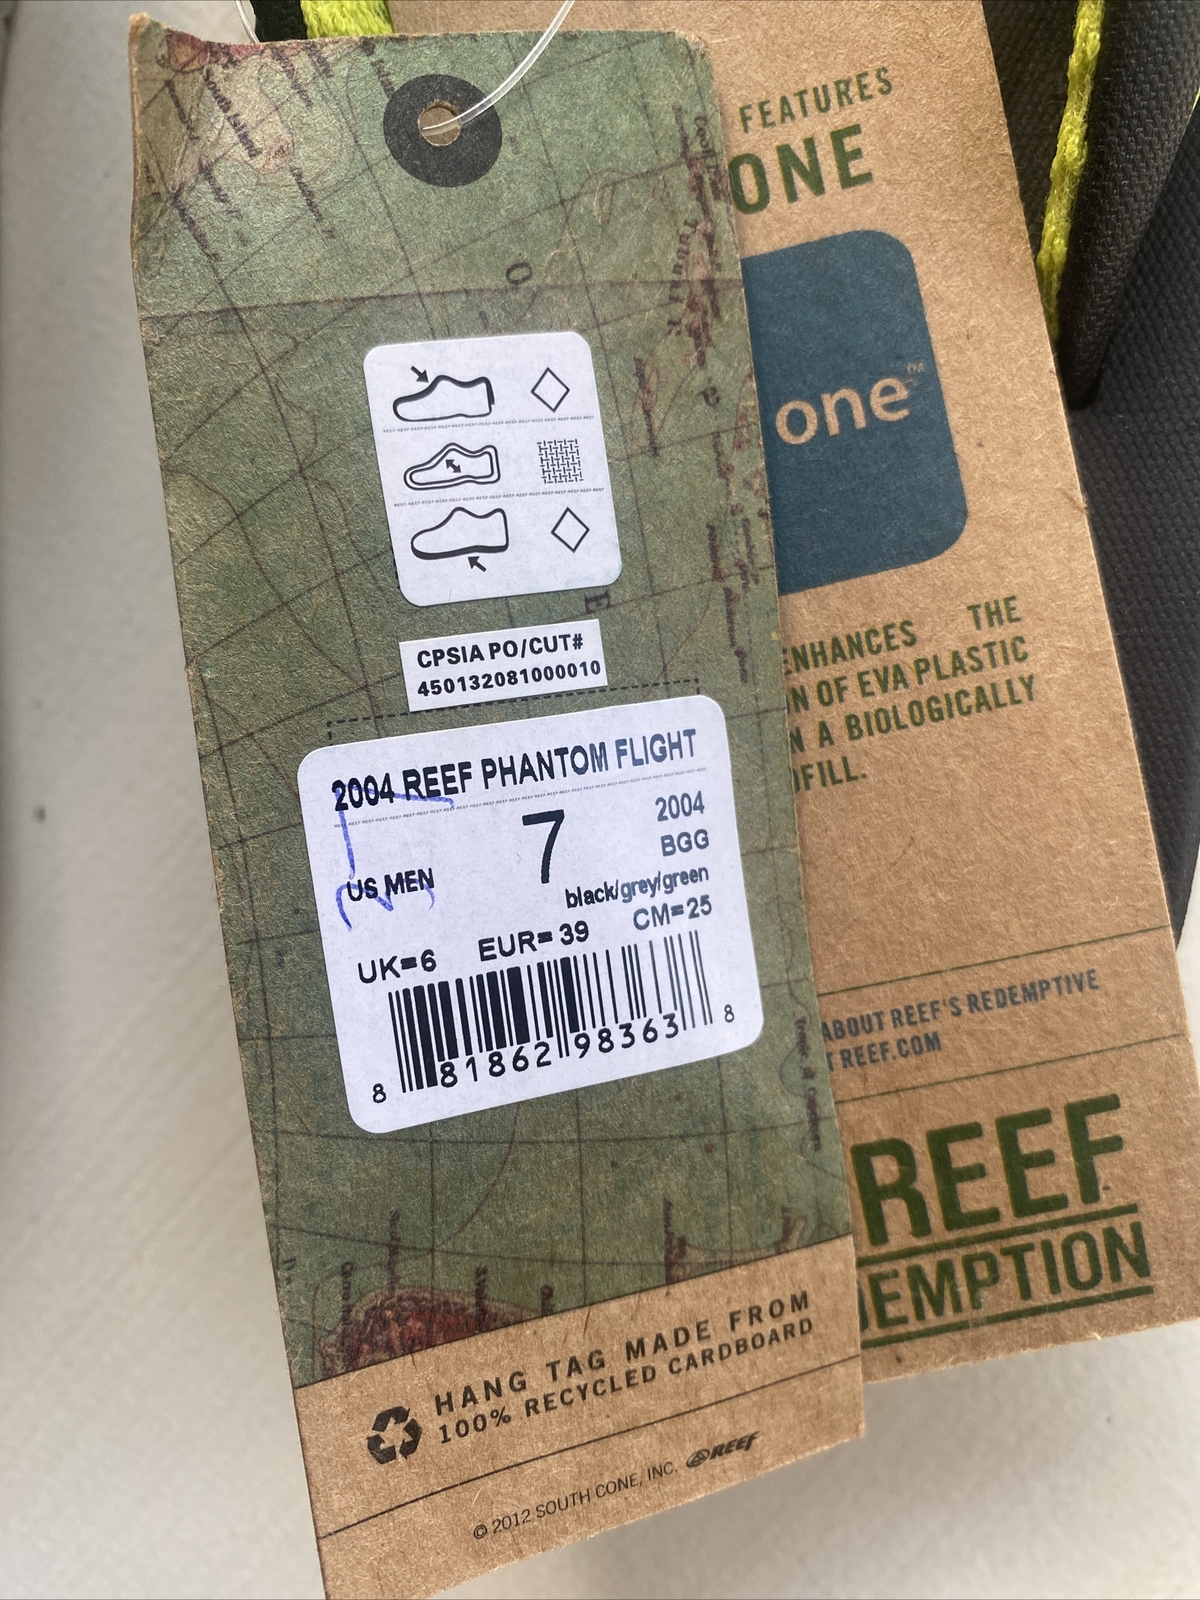 CPSIA PO/CUT#
450132081000010
2004 REEF PHANTOM FLIGHT
7
2004
BGG
US MEN
black/grey/green
UK=6 EUR=39 CM=25
8 81862 98363 8
HANG TAG MADE FROM
100% RECYCLED CARDBOARD
© 2012 SOUTH CONE, INC. REEF
FEATURES
ONE
one™
ENHANCES THE
OF EVA PLASTIC
A BIOLOGICALLY
ABOUT REEF'S REDEMPTIVE
REEF.COM
REEF
EMPTION